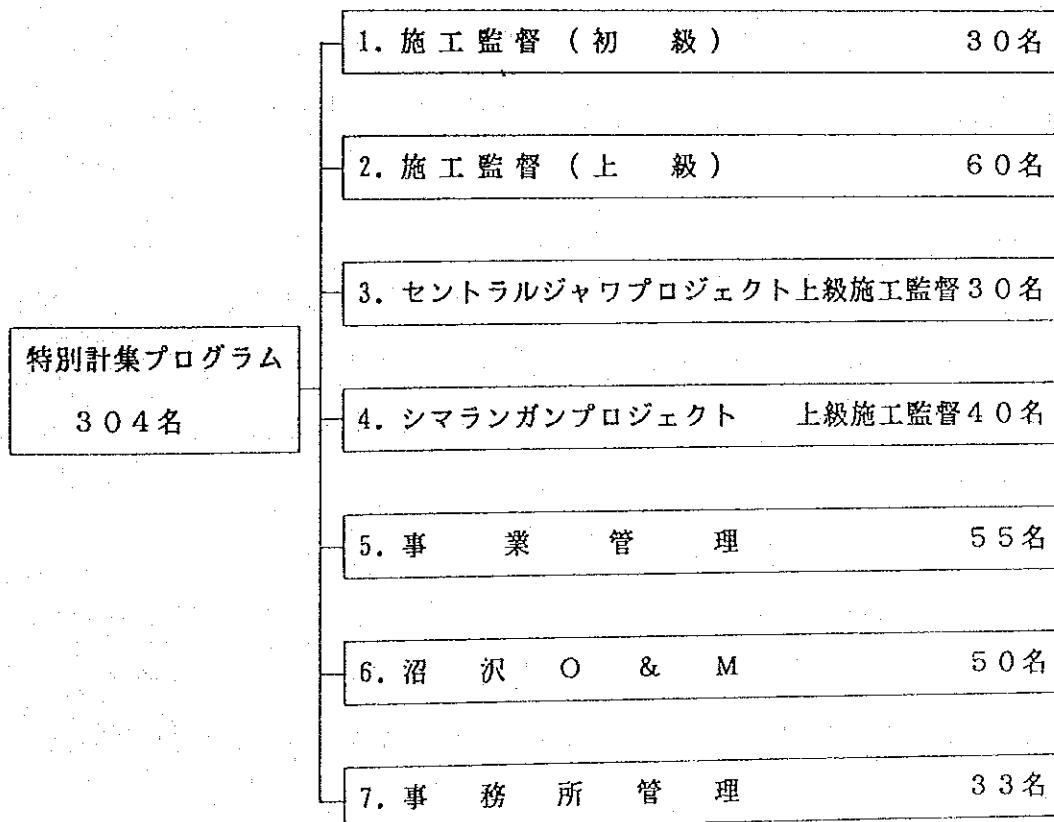 1. 施工監督（初　級）　30名
2. 施工監督（上　級）　60名
3. セントラルジャワプロジェクト上級施工監督30名
特別計集プログラム
304名
4. シマランガンプロジェクト　上級施工監督40名
5. 事　業　管　理　55名
6. 沼　沢　O　&　M　50名
7. 事　務　所　管　理　33名